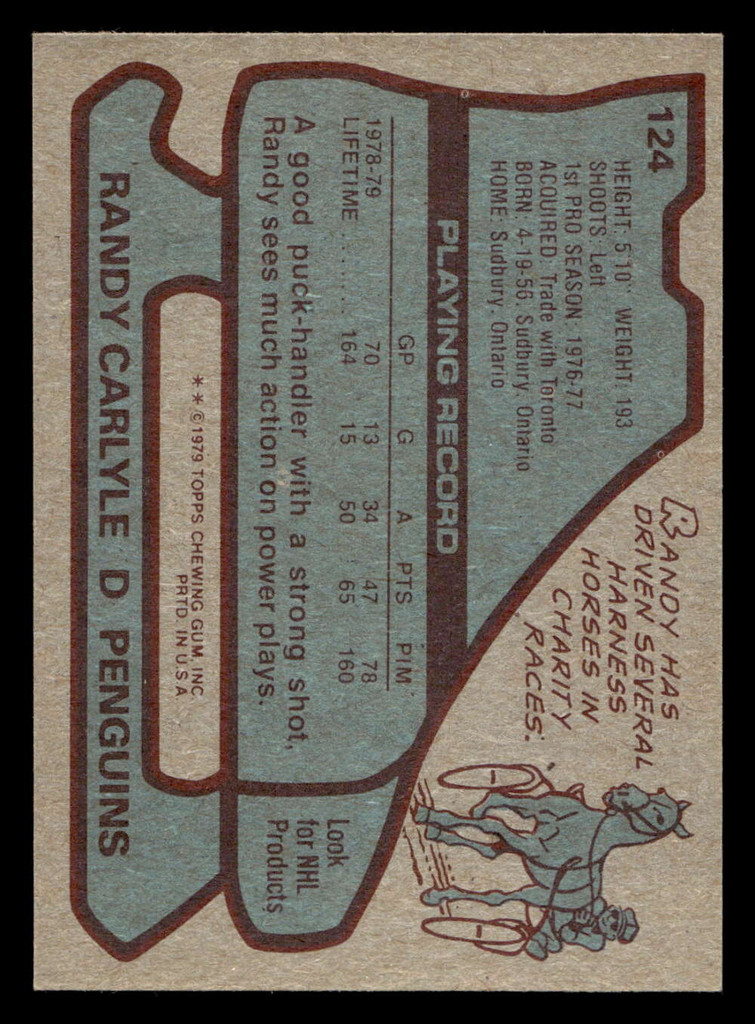 124
HEIGHT: 5'10" WEIGHT: 193
SHOOTS: Left
1st PRO SEASON: 1976-77
ACQUIRED: Trade with Toronto
BORN: 4-19-56, Sudbury, Ontario
HOME: Sudbury, Ontario
RANDY HAS
DRIVEN SEVERAL
HARNESS
HORSES IN
CHARITY
RACES.
PLAYING RECORD
GP G A PTS PIM
1978-79 70 13 34 47 78
LIFETIME ........ 164 15 50 65 160
A good puck-handler with a strong shot,
Randy sees much action on power plays.
Look
for NHL
Products
* * © 1979 TOPPS CHEWING GUM, INC
PRTD. IN U.S.A
RANDY CARLYLE D PENGUINS